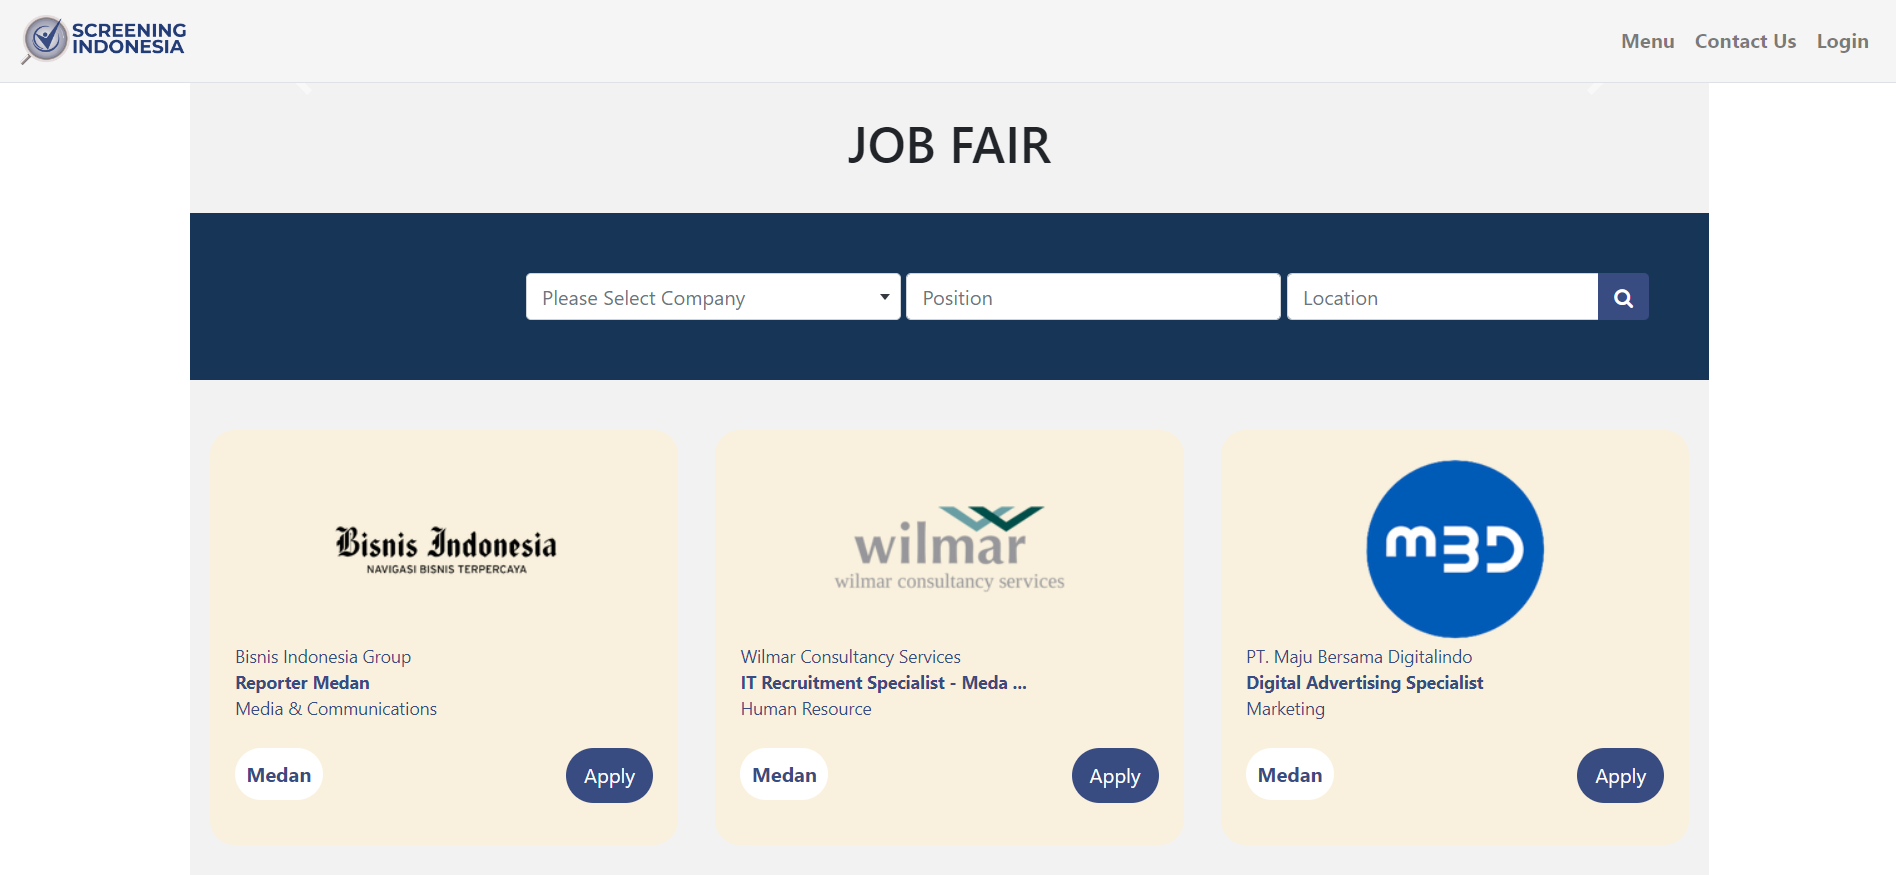 SCREENING
INDONESIA
Menu Contact Us Login
JOB FAIR
Please Select Company Position Location
Bisnis Indonesia
NAVIGASI BISNIS TERPERCAYA
wilmar
wilmar consultancy services
mBD
Bisnis Indonesia Group
Reporter Medan
Media & Communications
Medan Apply
Wilmar Consultancy Services
IT Recruitment Specialist - Meda ...
Human Resource
Medan Apply
PT. Maju Bersama Digitalindo
Digital Advertising Specialist
Marketing
Medan Apply